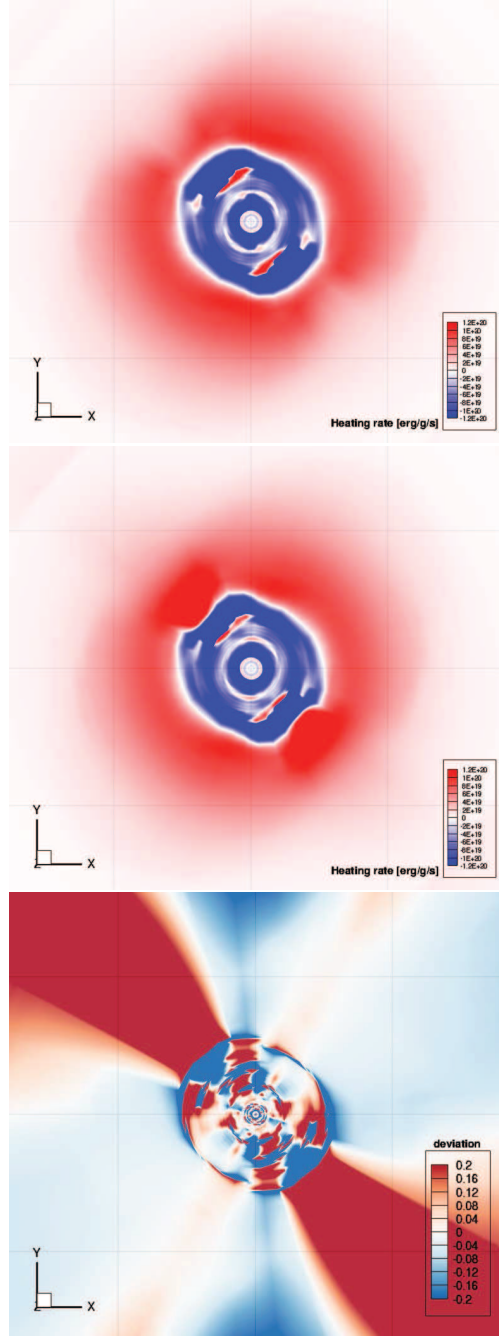 1.2E+20
1E+20
8E+19
6E+19
4E+19
2E+19
0
-2E+19
-4E+19
-6E+19
-8E+19
-1E+20
-1.2E+20
Y
Z X
Heating rate [erg/g/s]
1.2E+20
1E+20
8E+19
6E+19
4E+19
2E+19
0
-2E+19
-4E+19
-6E+19
-8E+19
-1E+20
-1.2E+20
Y
Z X
Heating rate [erg/g/s]
deviation
0.2
0.16
0.12
0.08
0.04
0
-0.04
-0.08
-0.12
-0.16
-0.2
Y
Z X